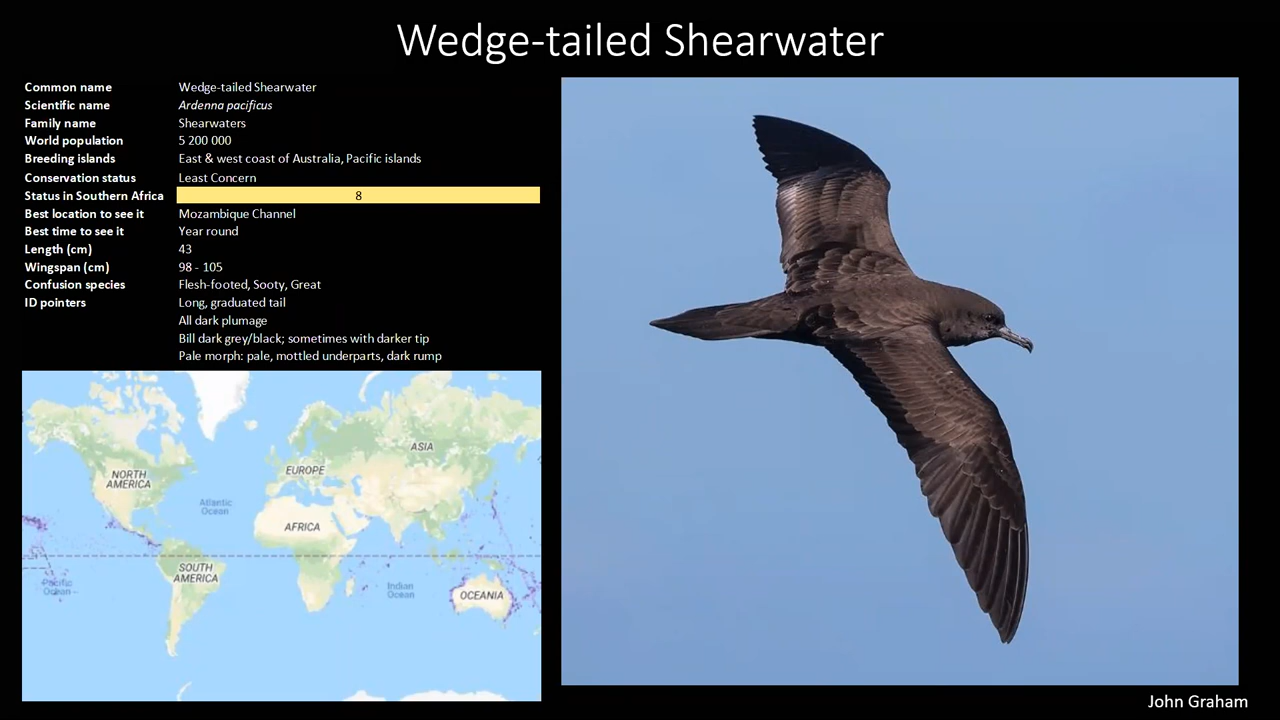 Wedge-tailed Shearwater
Common name Wedge-tailed Shearwater
Scientific name Ardenna pacificus
Family name Shearwaters
World population 5 200 000
Breeding islands East & west coast of Australia, Pacific islands
Conservation status Least Concern
Status in Southern Africa 8
Best location to see it Mozambique Channel
Best time to see it Year round
Length (cm) 43
Wingspan (cm) 98 - 105
Confusion species Flesh-footed, Sooty, Great
ID pointers Long, graduated tail
All dark plumage
Bill dark grey/black; sometimes with darker tip
Pale morph: pale, mottled underparts, dark rump
ASIA
EUROPE
NORTH
AMERICA
Atlantic
Ocean
AFRICA
SOUTH
AMERICA
Pacific
Ocean
Indian
Ocean
OCEANIA
John Graham